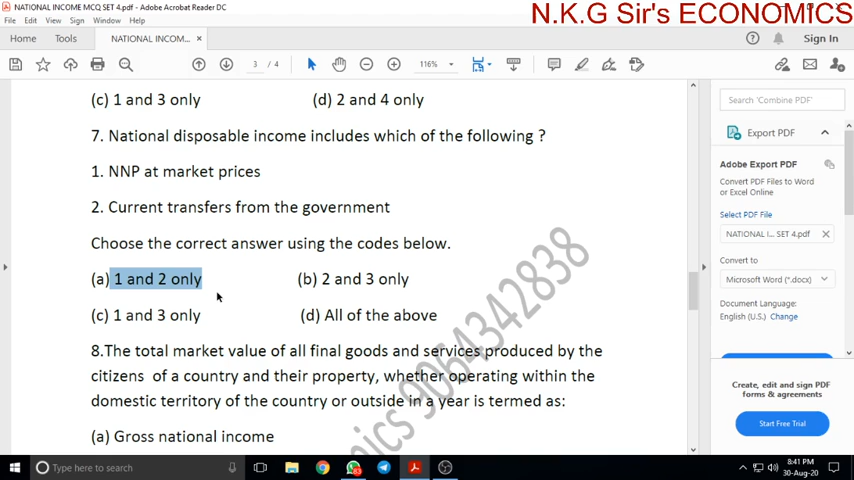 NATIONAL INCOME MCQ SET 4.pdf - Adobe Acrobat Reader DC
N.K.G Sir's ECONOMICS
File Edit View Sign Window Help
Home Tools NATIONAL INCOM... × Sign In
3 / 4 116%
(c) 1 and 3 only (d) 2 and 4 only
7. National disposable income includes which of the following ?
1. NNP at market prices
2. Current transfers from the government
Choose the correct answer using the codes below.
(a) 1 and 2 only (b) 2 and 3 only
(c) 1 and 3 only (d) All of the above
8.The total market value of all final goods and services produced by the
citizens of a country and their property, whether operating within the
domestic territory of the country or outside in a year is termed as:
(a) Gross national income
ics 9064342838
Search 'Combine PDF'
Export PDF
Adobe Export PDF
Convert PDF Files to Word
or Excel Online
Select PDF File
NATIONAL I... SET 4.pdf
Convert to
Microsoft Word (*.docx)
Document Language:
English (U.S.) Change
Create, edit and sign PDF
forms & agreements
Start Free Trial
Type here to search
8:41 PM
30-Aug-20